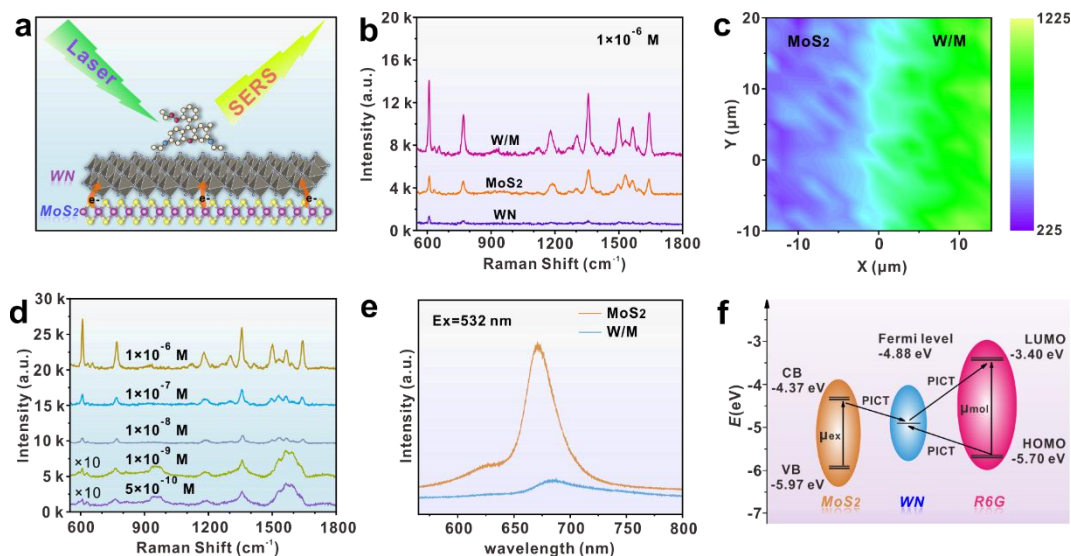 a
Laser
SERS
WN
e-
e-
e-
MoS₂
b
20 k
16 k
12 k
8 k
4 k
0 k
Intensity (a.u.)
1×10⁻⁶ M
W/M
MoS₂
WN
600 900 1200 1500 1800
Raman Shift (cm⁻¹)
c
20
10
0
-10
Y (μm)
MoS₂ W/M
-10 0 10
X (μm)
1225
225
d
30 k
25 k
20 k
15 k
10 k
5 k
0 k
Intensity (a.u.)
1×10⁻⁶ M
1×10⁻⁷ M
1×10⁻⁸ M
×10 1×10⁻⁹ M
×10 5×10⁻¹⁰ M
600 900 1200 1500 1800
Raman Shift (cm⁻¹)
e
Intensity (a.u.)
Ex=532 nm
MoS₂
W/M
600 650 700 750 800
wavelength (nm)
f
-3
-4
-5
-6
-7
E(eV)
CB
-4.37 eV
VB
-5.97 eV
μex
MoS₂
PICT
Fermi level
-4.88 eV
WN
PICT
PICT
LUMO
-3.40 eV
μmol
HOMO
-5.70 eV
R6G